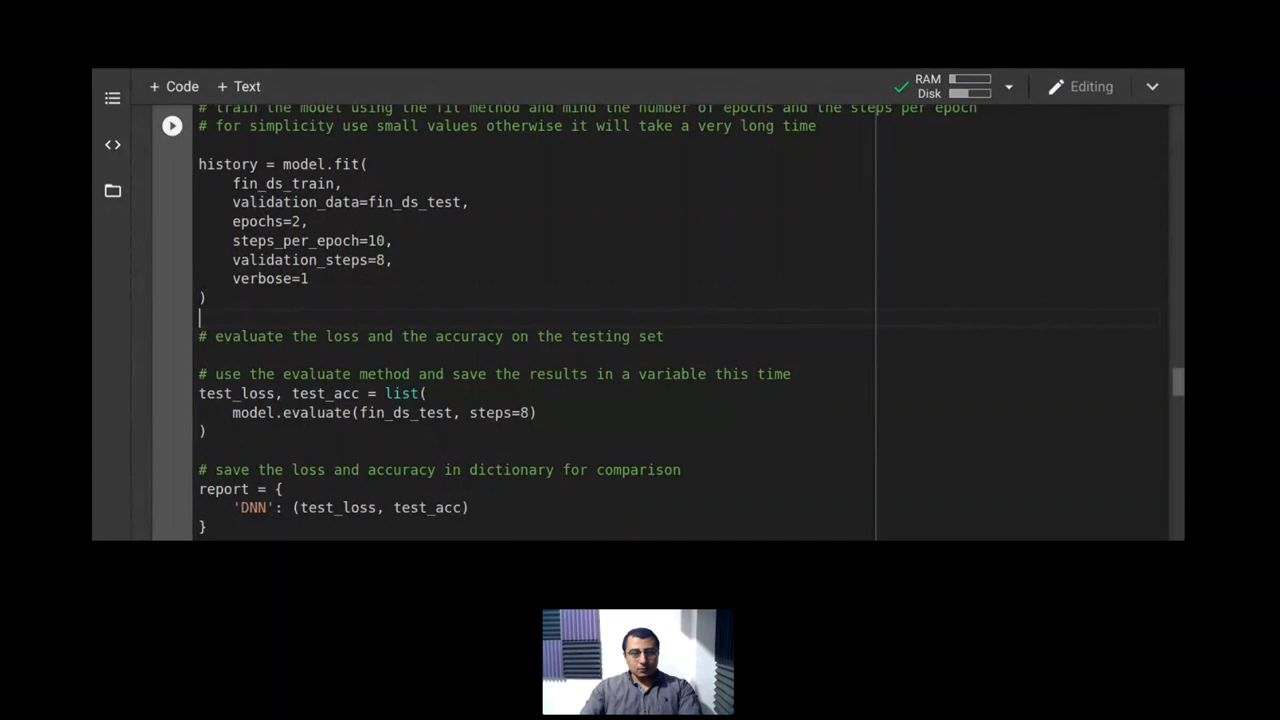 + Code + Text
RAM
Disk
Editing
# train the model using the fit method and mind the number of epochs and the steps per epoch
# for simplicity use small values otherwise it will take a very long time
history = model.fit(
    fin_ds_train,
    validation_data=fin_ds_test,
    epochs=2,
    steps_per_epoch=10,
    validation_steps=8,
    verbose=1
)
# evaluate the loss and the accuracy on the testing set
# use the evaluate method and save the results in a variable this time
test_loss, test_acc = list(
    model.evaluate(fin_ds_test, steps=8)
)
# save the loss and accuracy in dictionary for comparison
report = {
    'DNN': (test_loss, test_acc)
}